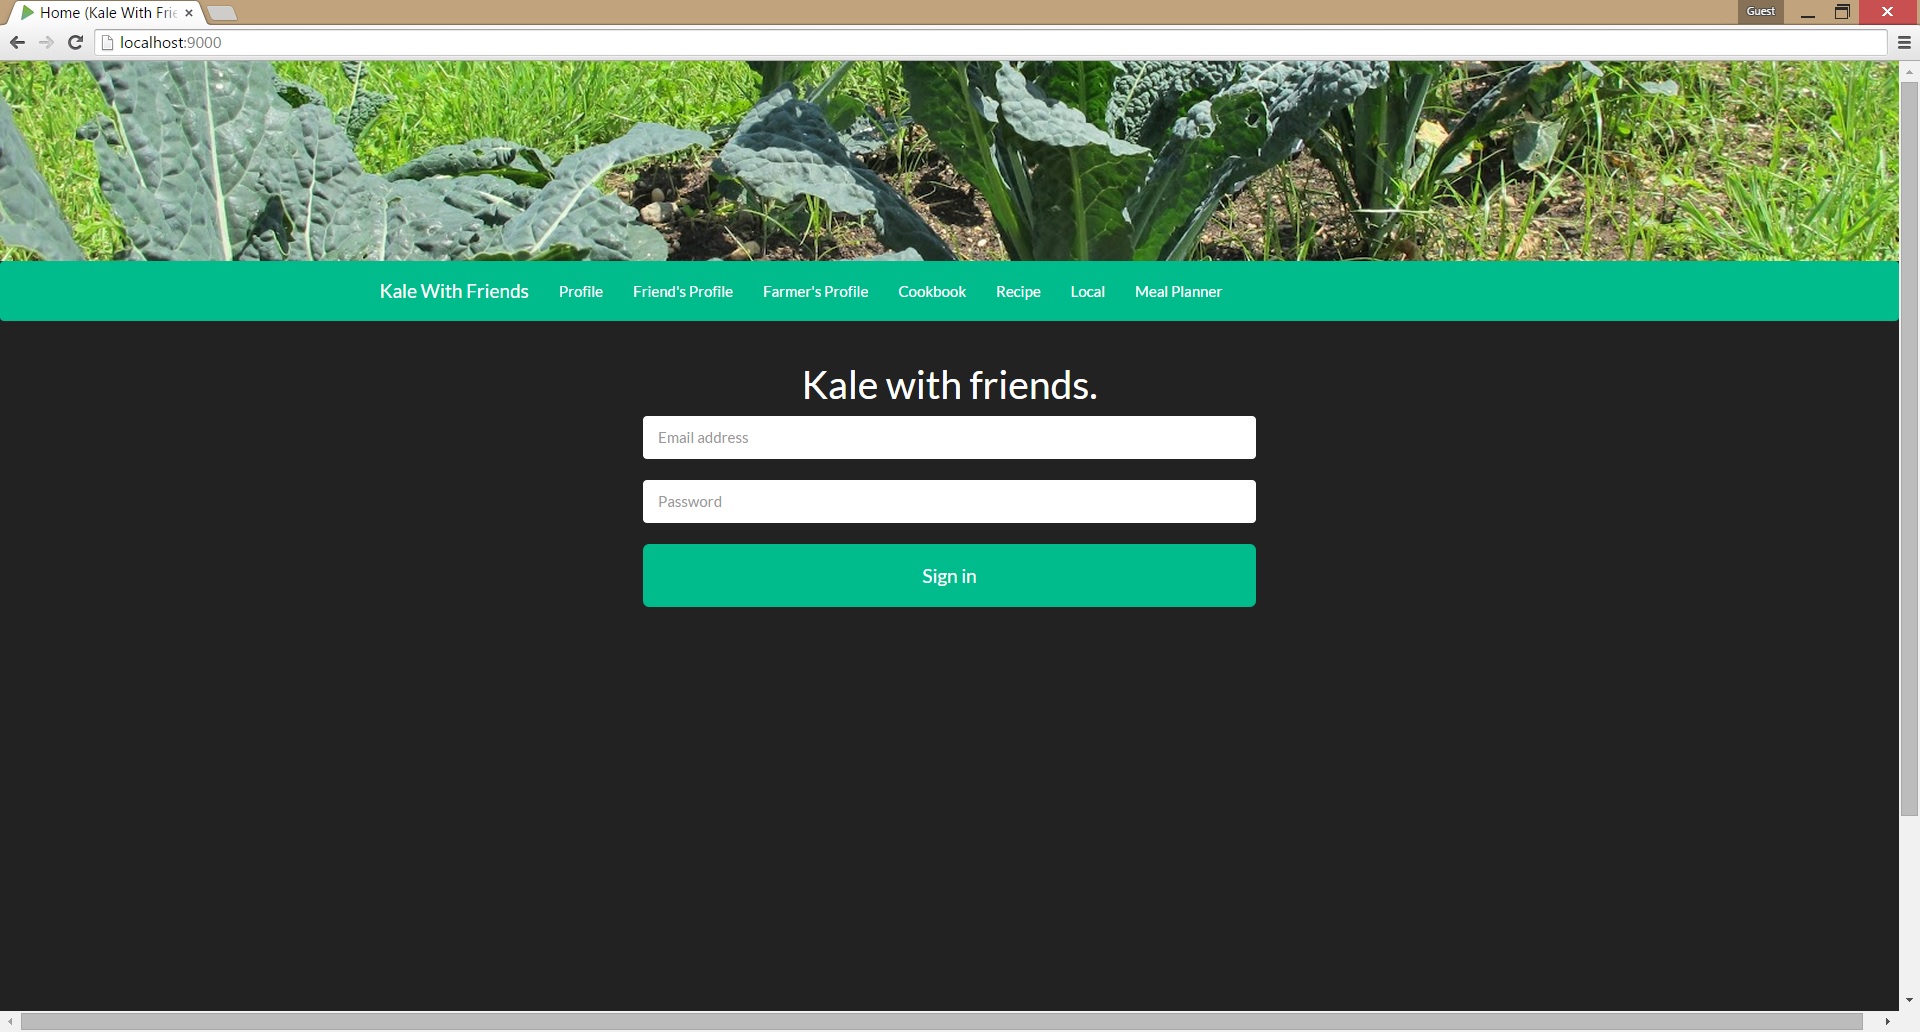 Home (Kale With Frie
Guest
localhost:9000
Kale With Friends Profile Friend's Profile Farmer's Profile Cookbook Recipe Local Meal Planner
Kale with friends.
Email address
Password
Sign in